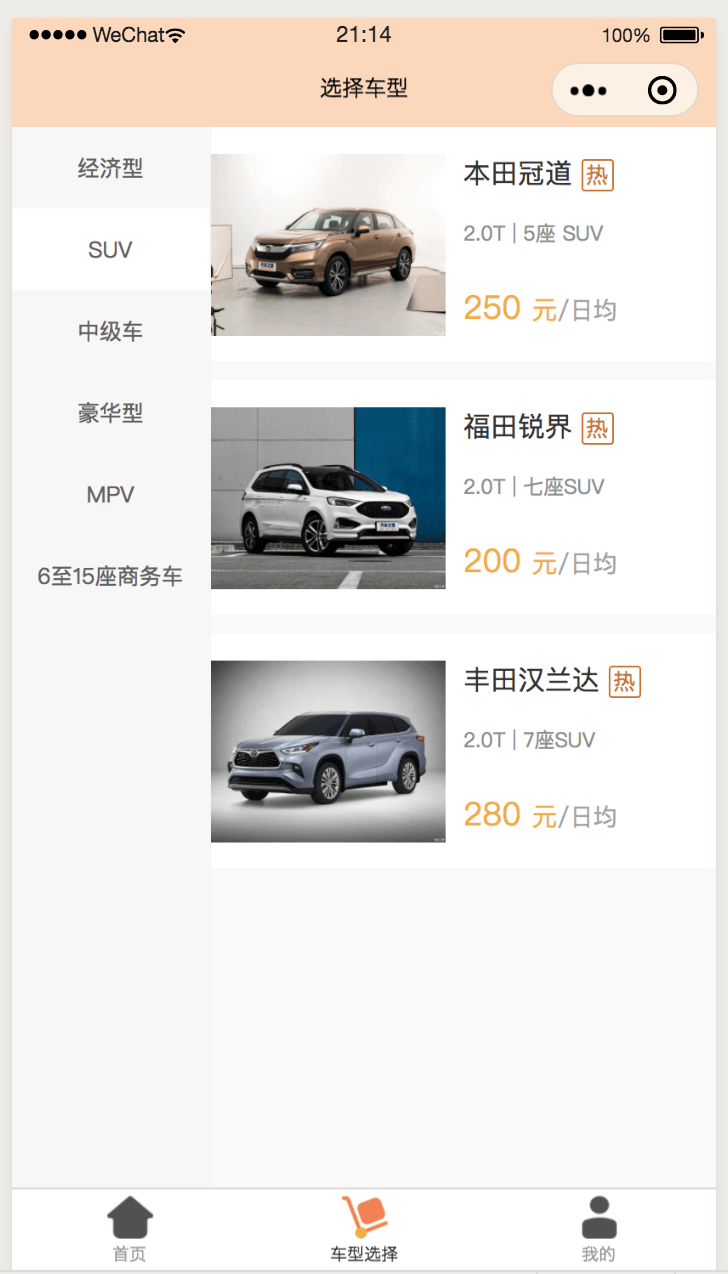 WeChat
21:14
100%
选择车型
经济型
SUV
中级车
豪华型
MPV
6至15座商务车
本田冠道 热
2.0T | 5座 SUV
250 元/日均
福田锐界 热
2.0T | 七座SUV
200 元/日均
丰田汉兰达 热
2.0T | 7座SUV
280 元/日均
首页
车型选择
我的